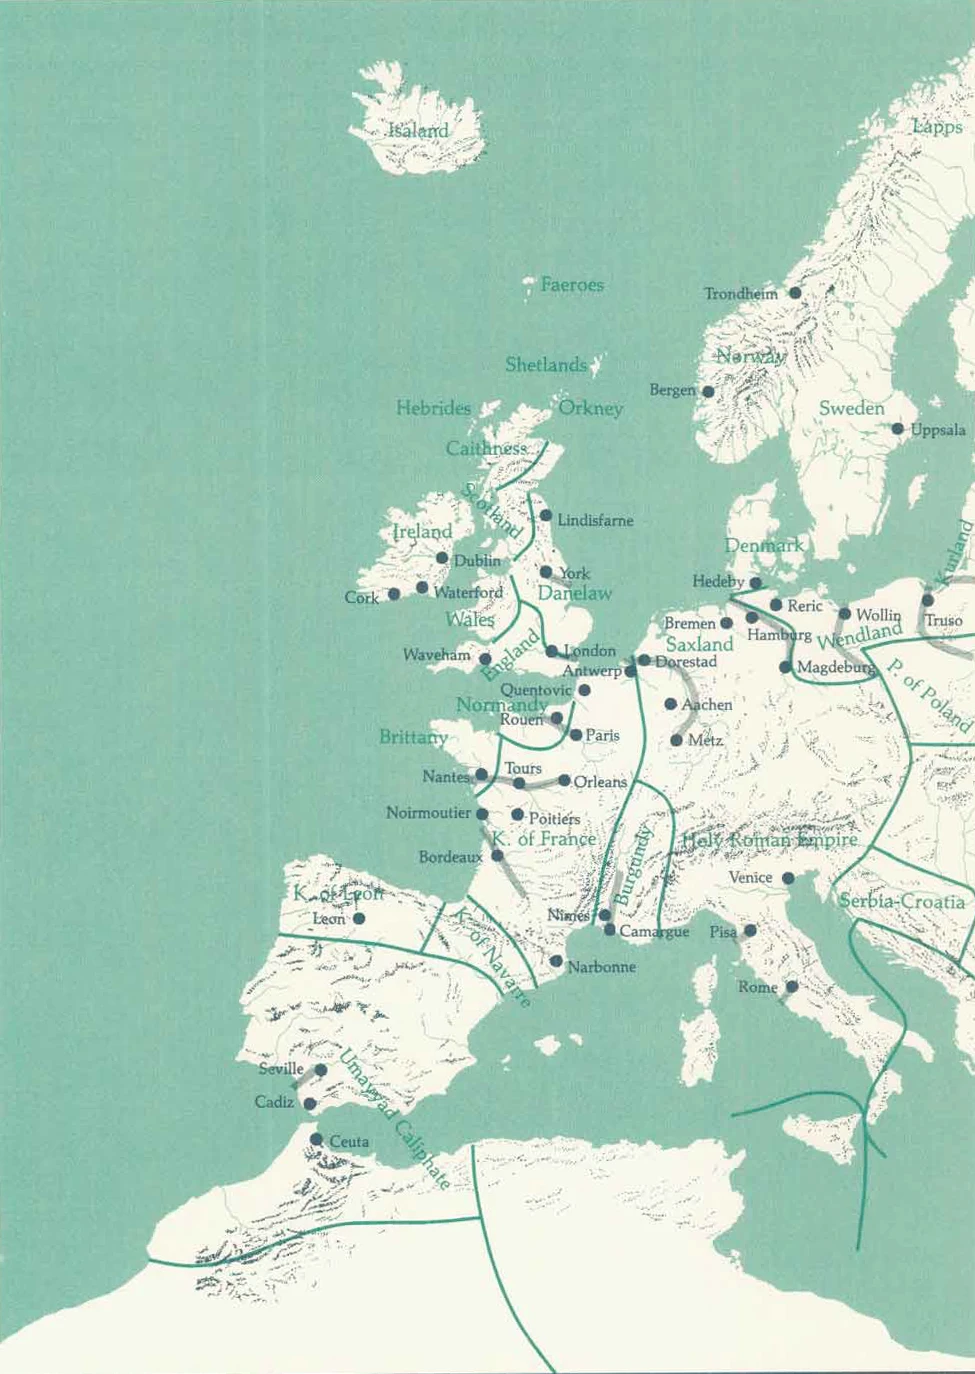 Isaland
Lapps
Faeroes
Trondheim
Norway
Shetlands
Bergen
Hebrides
Orkney
Sweden
Uppsala
Caithness
Scotland
Lindisfarne
Ireland
Kurland
Denmark
Dublin
York
Hedeby
Cork
Waterford
Danelaw
Reric
Wollin
Truso
Wales
Bremen
Hamburg
Wendland
Saxland
England
London
Waveham
Antwerp
Dorestad
Magdeburg
P. of Poland
Quentovic
Normandy
Aachen
Rouen
Brittany
Paris
Metz
Nantes
Tours
Orleans
Noirmoutier
Poitiers
K. of France
Holy Roman Empire
Bordeaux
Burgundy
Venice
K. of Leon
Serbia-Croatia
Leon
K. of Navarre
Nimes
Camargue
Pisa
Narbonne
Rome
Seville
Umayyad Caliphate
Cadiz
Ceuta